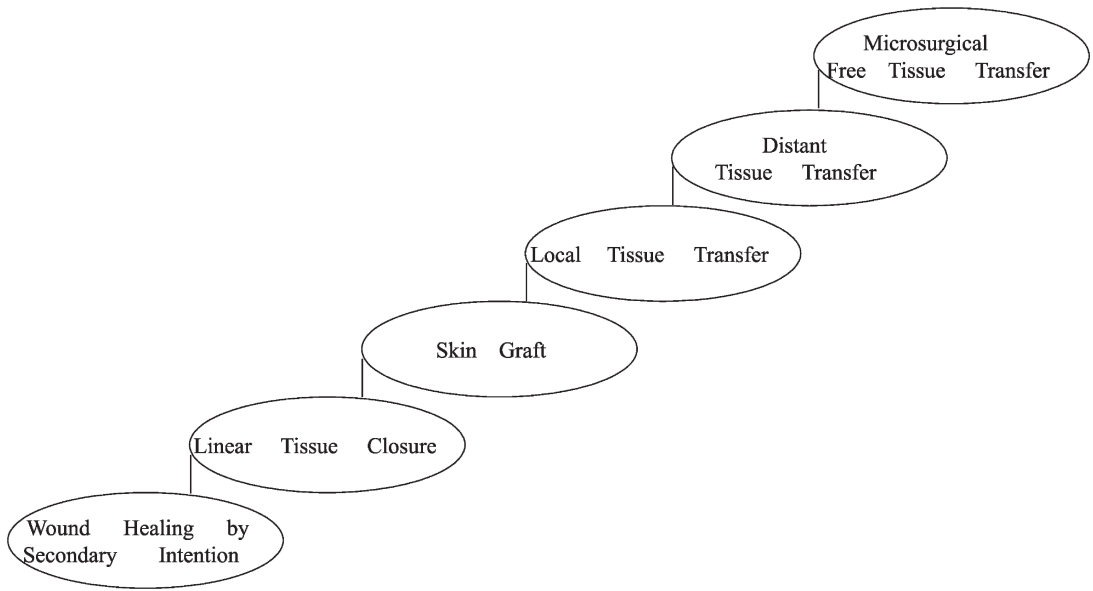 Microsurgical
Free Tissue Transfer
Distant
Tissue Transfer
Local Tissue Transfer
Skin Graft
Linear Tissue Closure
Wound Healing by
Secondary Intention